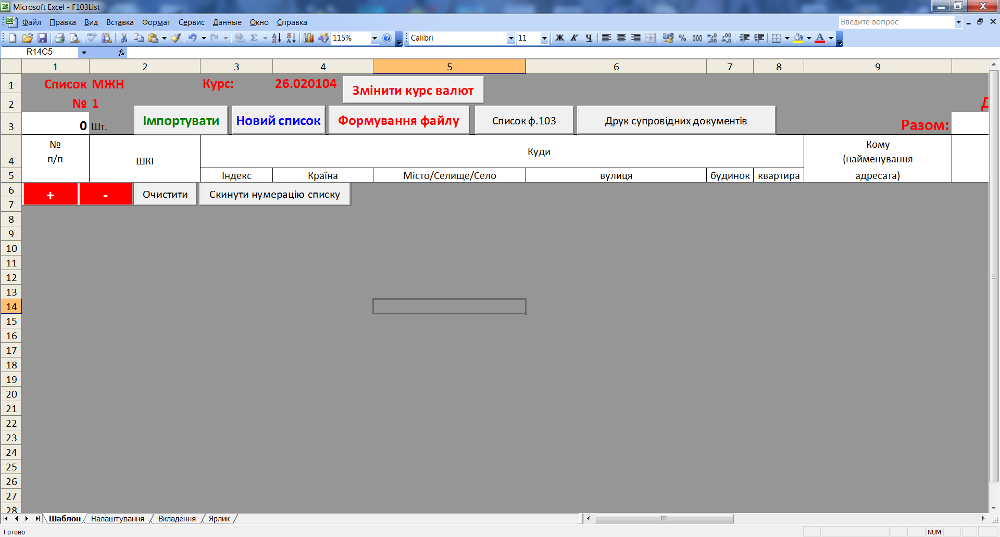 Microsoft Excel - F103List
Файл Правка Вид Вставка Формат Сервис Данные Окно Справка
Введите вопрос
115% Calibri 11 Ж К Ч
R14C5 fx
1 2 3 4 5 6 7 8 9
1 Список МЖН Курс: 26.020104 Змінити курс валют
2 № 1
3 0 Шт. Імпортувати Новий список Формування файлу Список ф.103 Друк супровідних документів Разом:
№ п/п
ШКІ
Куди
Кому (найменування адресата)
4
5 Індекс Країна Місто/Селище/Село вулиця будинок квартира
6 + - Очистити Скинути нумерацію списку
7
8
9
10
11
12
13
14
15
16
17
18
19
20
21
22
23
24
25
26
27
28
Шаблон Налаштування Вкладення Ярлик
Готово NUM